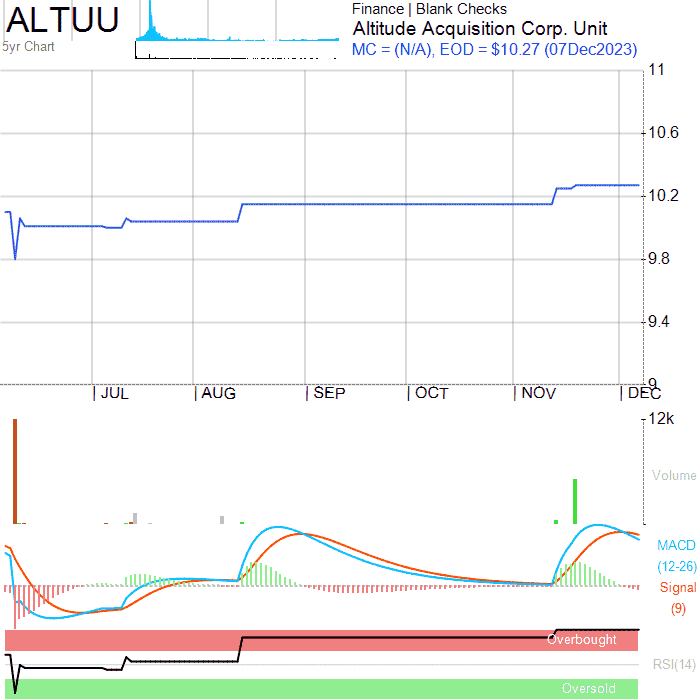 ALTUU
5yr Chart
Finance | Blank Checks
Altitude Acquisition Corp. Unit
MC = (N/A), EOD = $10.27 (07Dec2023)
11
10.6
10.2
9.8
9.4
9
JUL
AUG
SEP
OCT
NOV
DEC
12k
Volume
MACD
(12-26)
Signal
(9)
Overbought
RSI(14)
Oversold